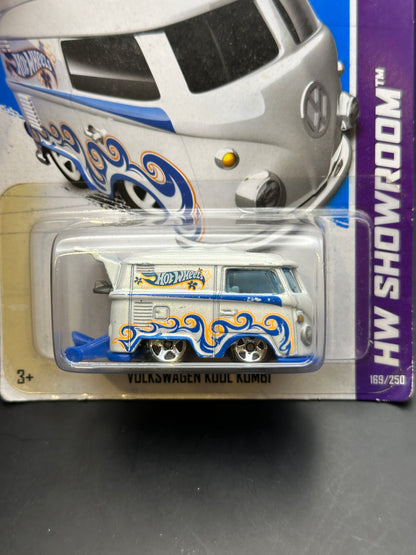 Hot Wheels
HW SHOWROOM™
HOT WHEELS
3+
VOLKSWAGEN KOOL KOMBI
169/250